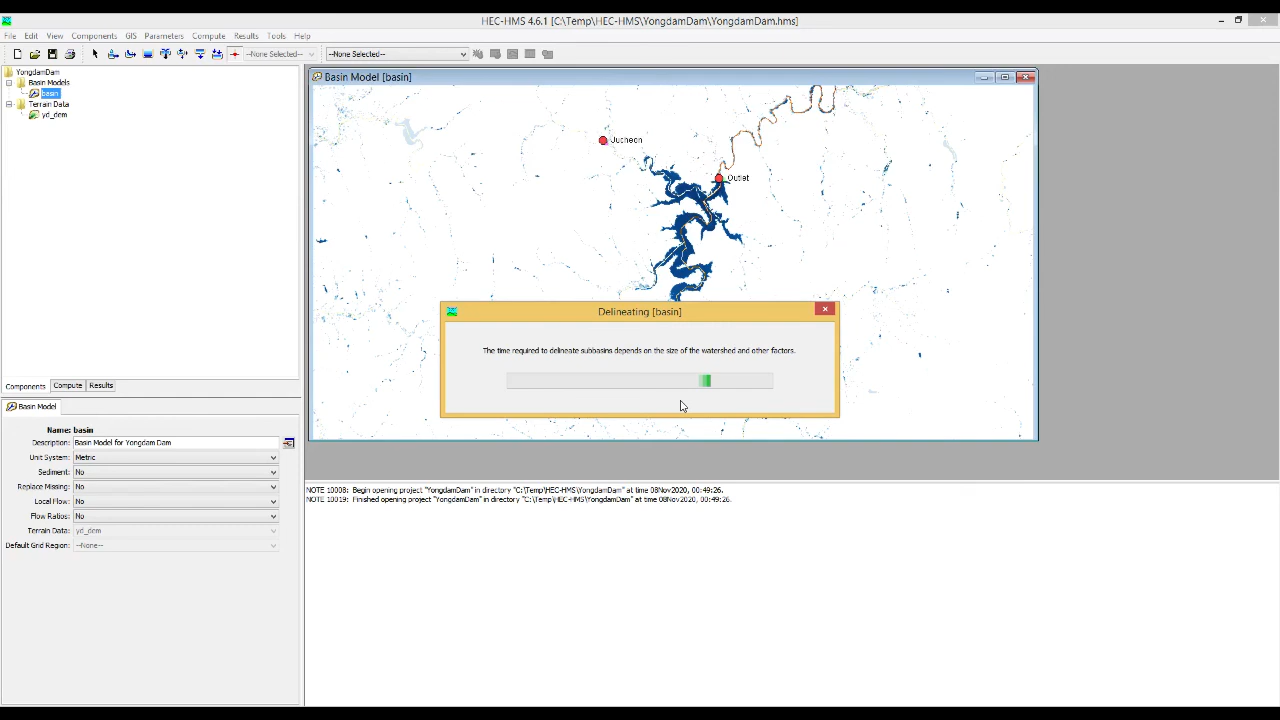 HEC-HMS 4.6.1 [C:\Temp\HEC-HMS\YongdamDam\YongdamDam.hms]
File Edit View Components GIS Parameters Compute Results Tools Help
--None Selected-- --None Selected--
YongdamDam
Basin Models
basin
Terrain Data
yd_dem
Basin Model [basin]
Jucheon
Outlet
Delineating [basin]
The time required to delineate subbasins depends on the size of the watershed and other factors.
Components Compute Results
Basin Model
Name: basin
Description: Basin Model for Yongdam Dam
Unit System: Metric
Sediment: No
Replace Missing: No
Local Flow: No
Flow Ratios: No
Terrain Data: yd_dem
Default Grid Region: --None--
NOTE 10008: Begin opening project "YongdamDam" in directory "C:\Temp\HEC-HMS\YongdamDam" at time 08Nov2020, 00:49:26.
NOTE 10019: Finished opening project "YongdamDam" in directory "C:\Temp\HEC-HMS\YongdamDam" at time 08Nov2020, 00:49:26.